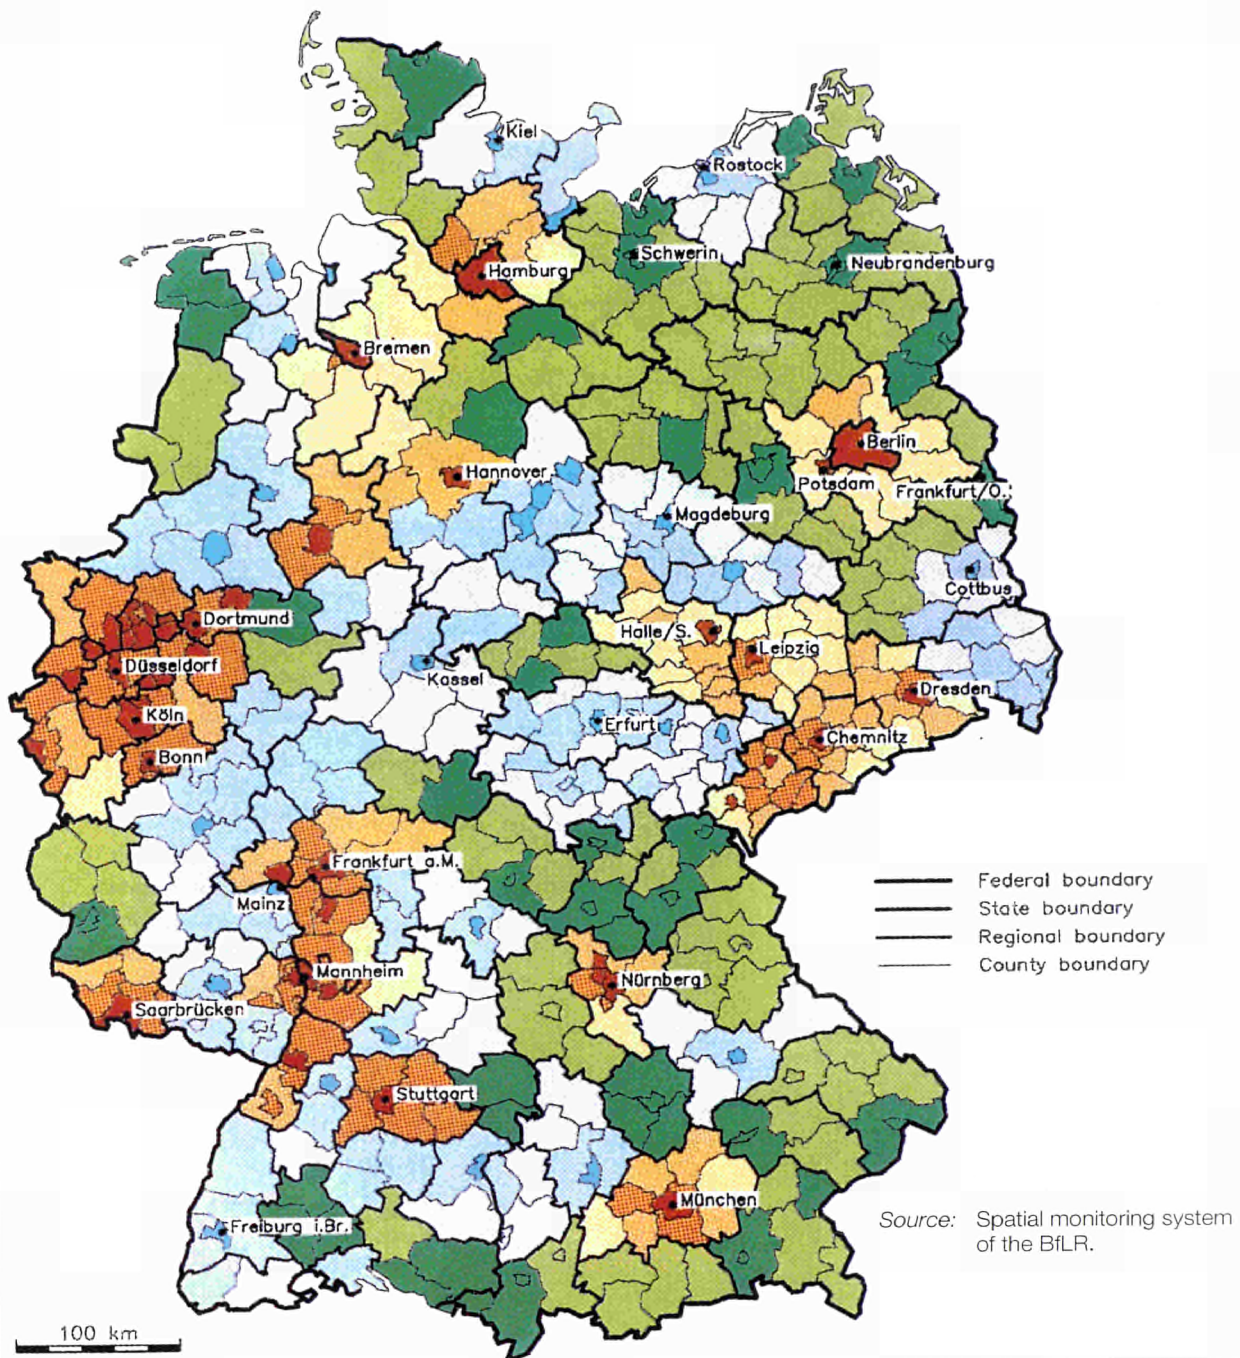 Kiel
Rostock
Schwerin
Hamburg
Neubrandenburg
Bremen
Berlin
Hannover
Potsdam
Frankfurt/O.
Magdeburg
Cottbus
Dortmund
Halle/S.
Leipzig
Düsseldorf
Kassel
Dresden
Köln
Erfurt
Chemnitz
Bonn
Frankfurt a.M.
Mainz
Mannheim
Nürnberg
Saarbrücken
Stuttgart
München
Freiburg i.Br.
Federal boundary
State boundary
Regional boundary
County boundary
Source: Spatial monitoring system
of the BfLR.
100 km